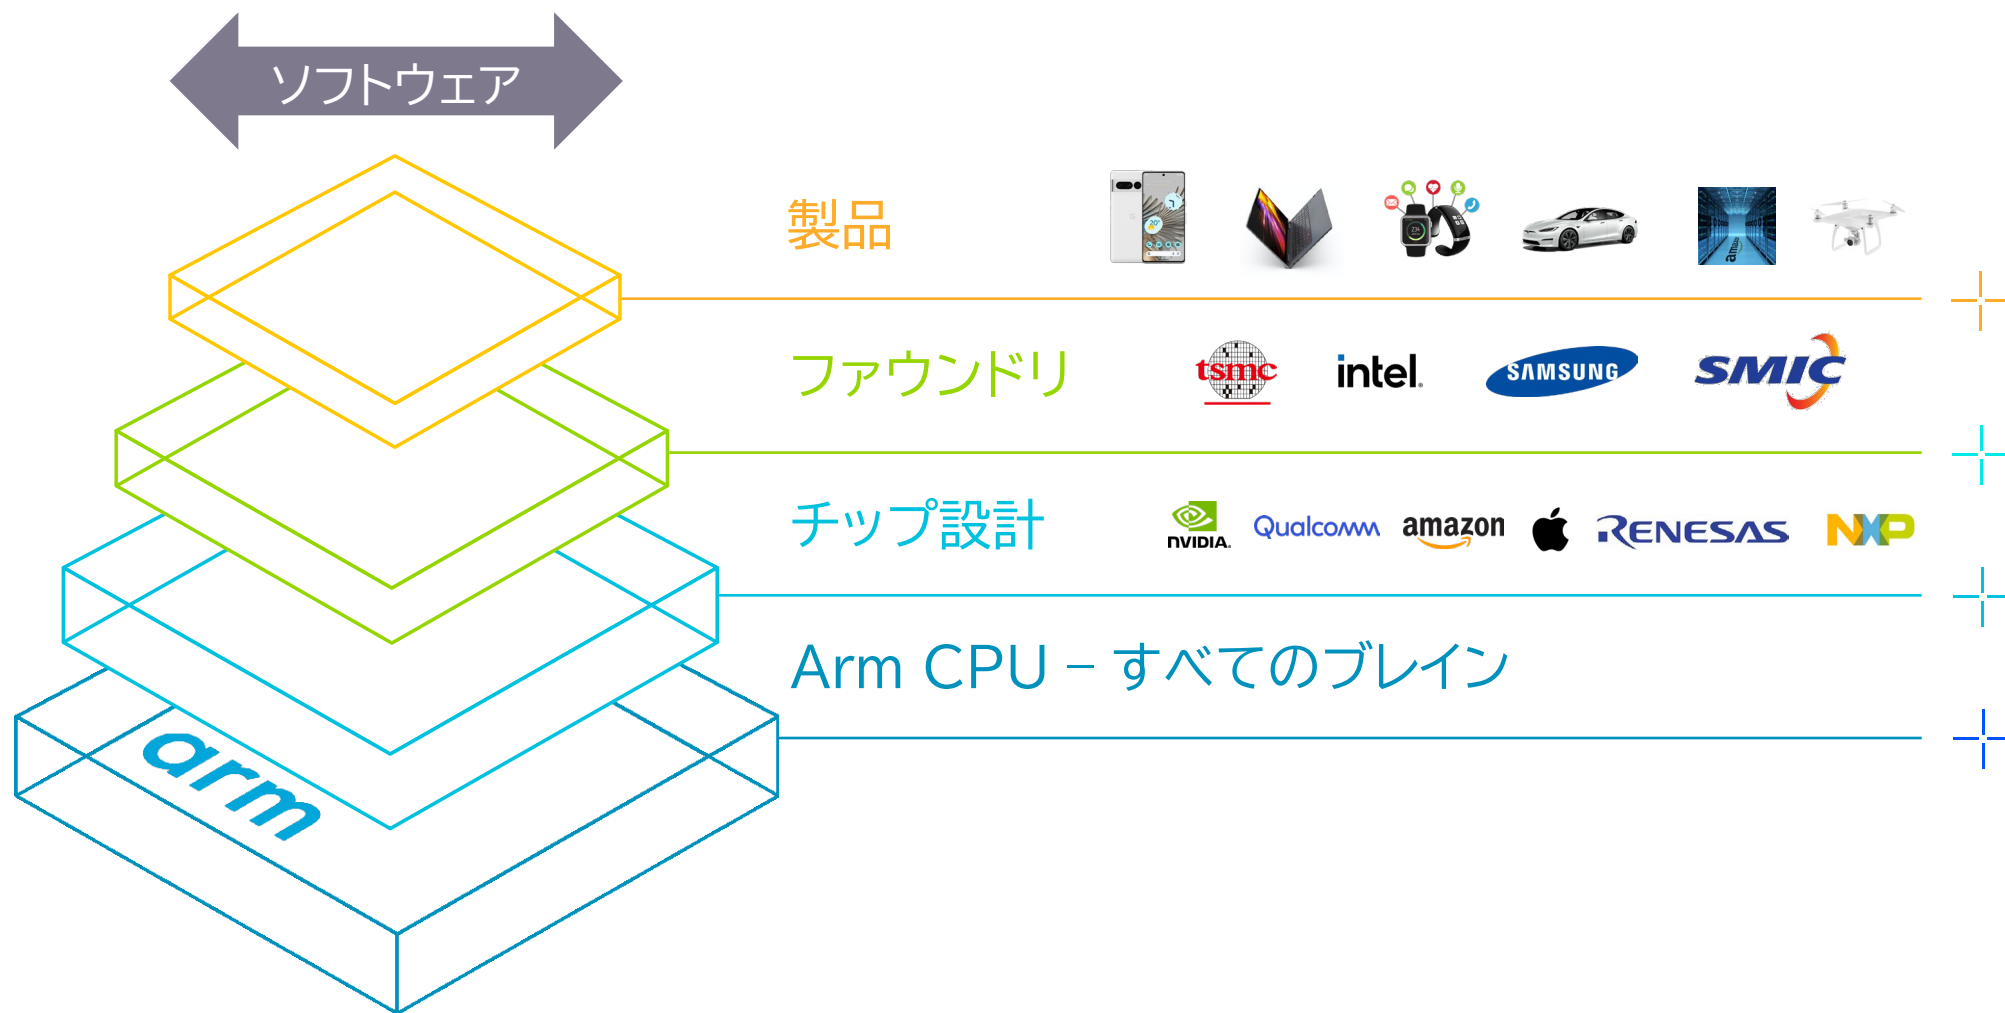 ソフトウェア
製品
ファウンドリ
tsmc
intel.
SAMSUNG
SMIC
チップ設計
NVIDIA.
Qualcomm
amazon
RENESAS
NXP
Arm CPU – すべてのブレイン
arm